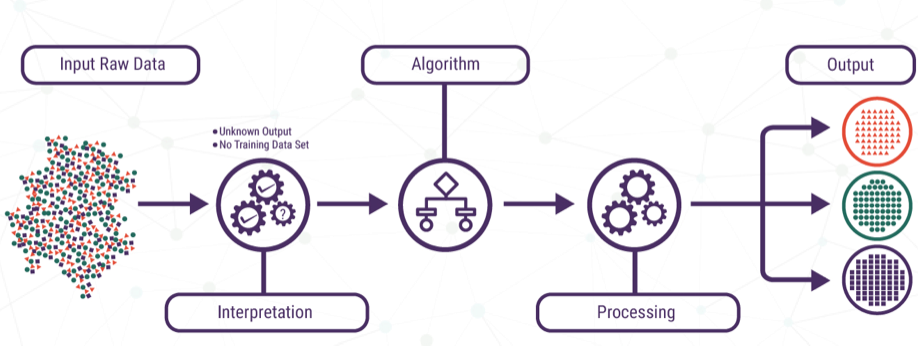 Input Raw Data
Algorithm
Output
• Unknown Output
• No Training Data Set
?
Interpretation
Processing